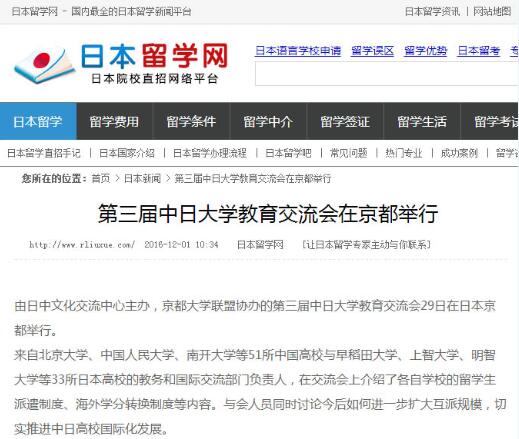 日本留学网 - 国内最全的日本留学新闻平台 日本留学资讯 | 网站地图
日本留学网
日本院校直招网络平台
日本语言学校申请 留学误区 留学优势 日本留考
日本留学 留学费用 留学条件 留学中介 留学签证 留学生活 留学考试
日本留学直招手记 | 日本国家介绍 | 日本留学办理流程 | 日本留学吧 | 常见问题 | 热门专业 | 成功案例 | 留学
您所在的位置：首页 > 日本新闻 > 第三届中日大学教育交流会在京都举行
第三届中日大学教育交流会在京都举行
http://www.rliuxue.com/ 2016-12-01 10:34 日本留学网 [让日本留学专家主动与你联系]
由日中文化交流中心主办，京都大学联盟协办的第三届中日大学教育交流会29日在日本京
都举行。
来自北京大学、中国人民大学、南开大学等51所中国高校与早稻田大学、上智大学、明智
大学等33所日本高校的教务和国际交流部门负责人，在交流会上介绍了各自学校的留学生
派遣制度、海外学分转换制度等内容。与会人员同时讨论今后如何进一步扩大互派规模，切
实推进中日高校国际化发展。